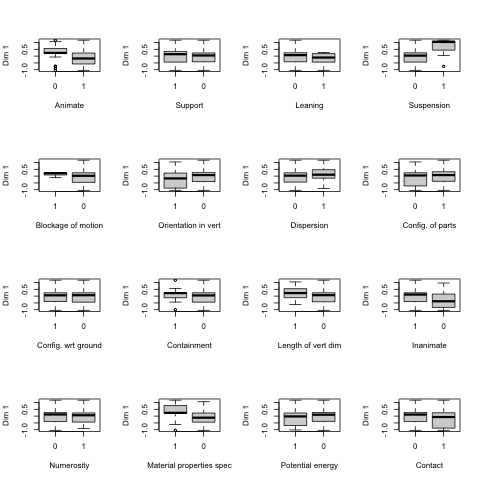 Dim 1 -1.0 0.5 0 1 Animate
Dim 1 -1.0 0.5 1 0 Support
Dim 1 -1.0 0.5 0 1 Leaning
Dim 1 -1.0 0.5 0 1 Suspension
Dim 1 -1.0 0.5 1 0 Blockage of motion
Dim 1 -1.0 0.5 1 0 Orientation in vert
Dim 1 -1.0 0.5 0 1 Dispersion
Dim 1 -1.0 0.5 1 0 Config. of parts
Dim 1 -1.0 0.5 1 0 Config. wrt ground
Dim 1 -1.0 0.5 1 0 Containment
Dim 1 -1.0 0.5 1 0 Length of vert dim
Dim 1 -1.0 0.5 1 0 Inanimate
Dim 1 -1.0 0.5 0 1 Numerosity
Dim 1 -1.0 0.5 1 0 Material properties spec
Dim 1 -1.0 0.5 1 0 Potential energy
Dim 1 -1.0 0.5 0 1 Contact